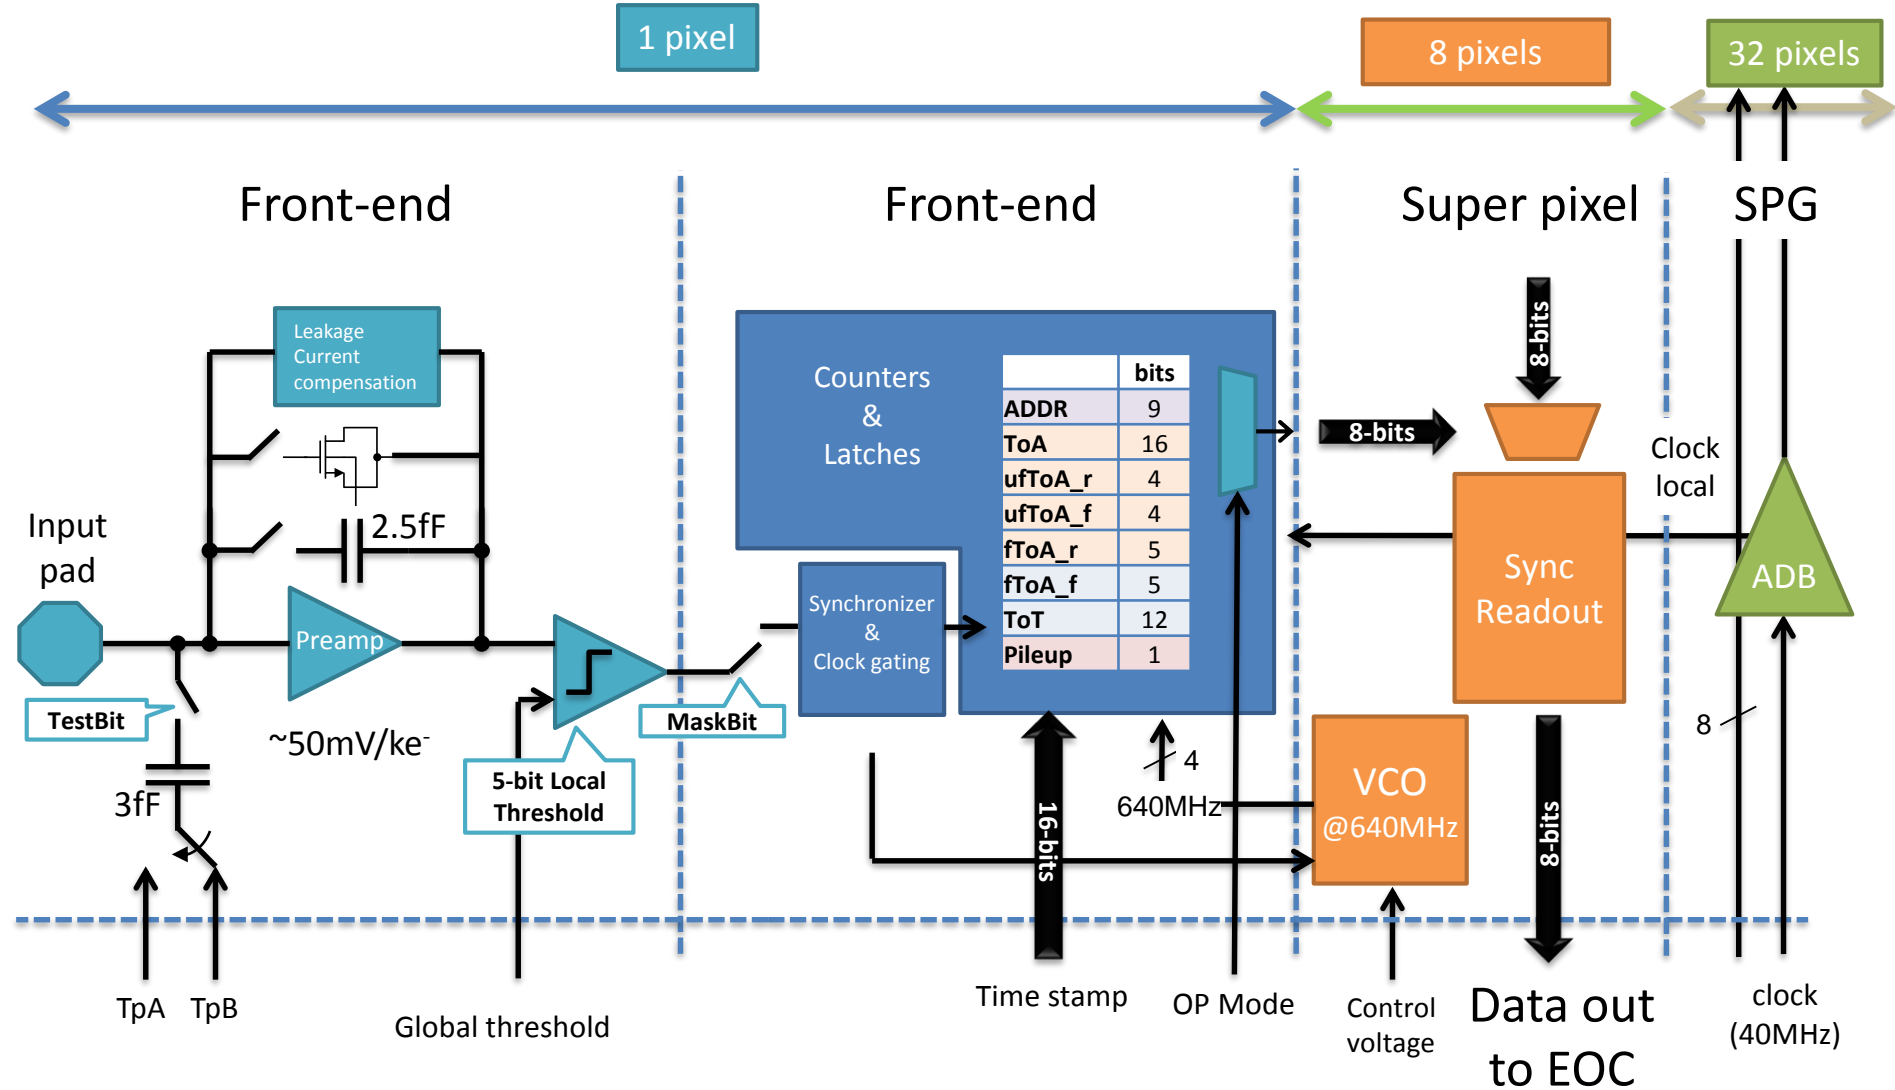 1 pixel
8 pixels
32 pixels
Front-end
Front-end
Super pixel
SPG
Leakage
Current
compensation
2.5fF
Input
pad
Preamp
TestBit
~50mV/ke-
3fF
5-bit Local
Threshold
MaskBit
TpA
TpB
Global threshold
Counters
&
Latches
bits
ADDR 9
ToA 16
ufToA_r 4
ufToA_f 4
fToA_r 5
fToA_f 5
ToT 12
Pileup 1
Synchronizer
&
Clock gating
16-bits
4
640MHz
Time stamp
OP Mode
8-bits
8-bits
Sync
Readout
VCO
@640MHz
8-bits
Control
voltage
Data out
to EOC
Clock
local
ADB
8
clock
(40MHz)